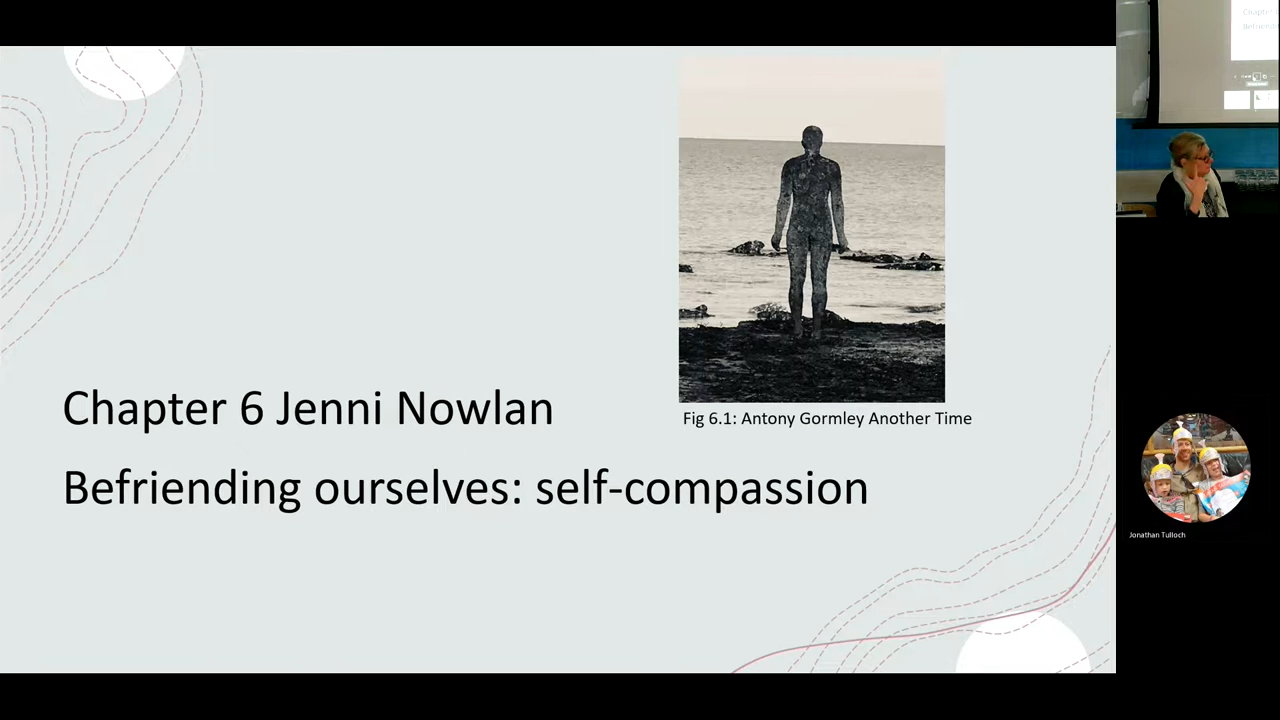 Chapter 6 Jenni Nowlan
Befriending ourselves: self-compassion
Fig 6.1: Antony Gormley Another Time
Jonathan Tulloch